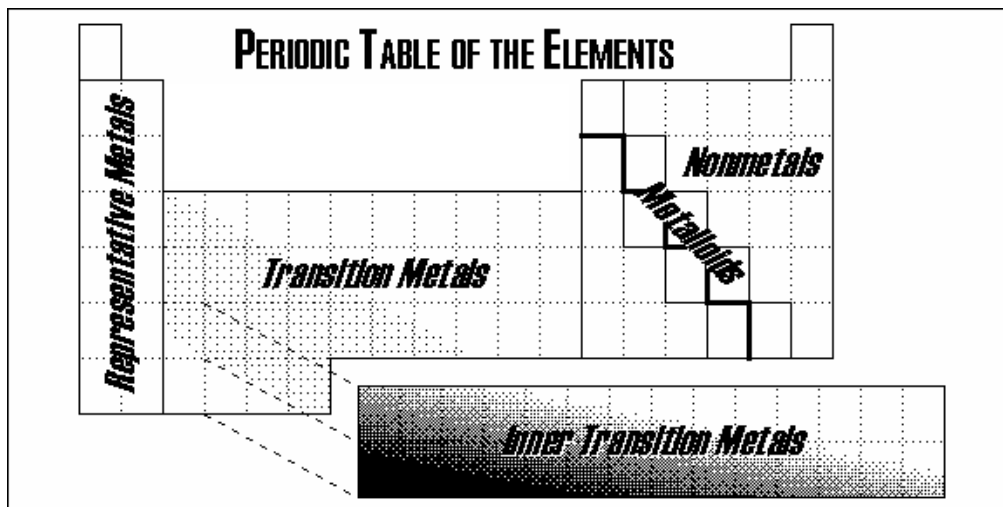 PERIODIC TABLE OF THE ELEMENTS
Representative Metals
Nonmetals
Metalloids
Transition Metals
Inner Transition Metals